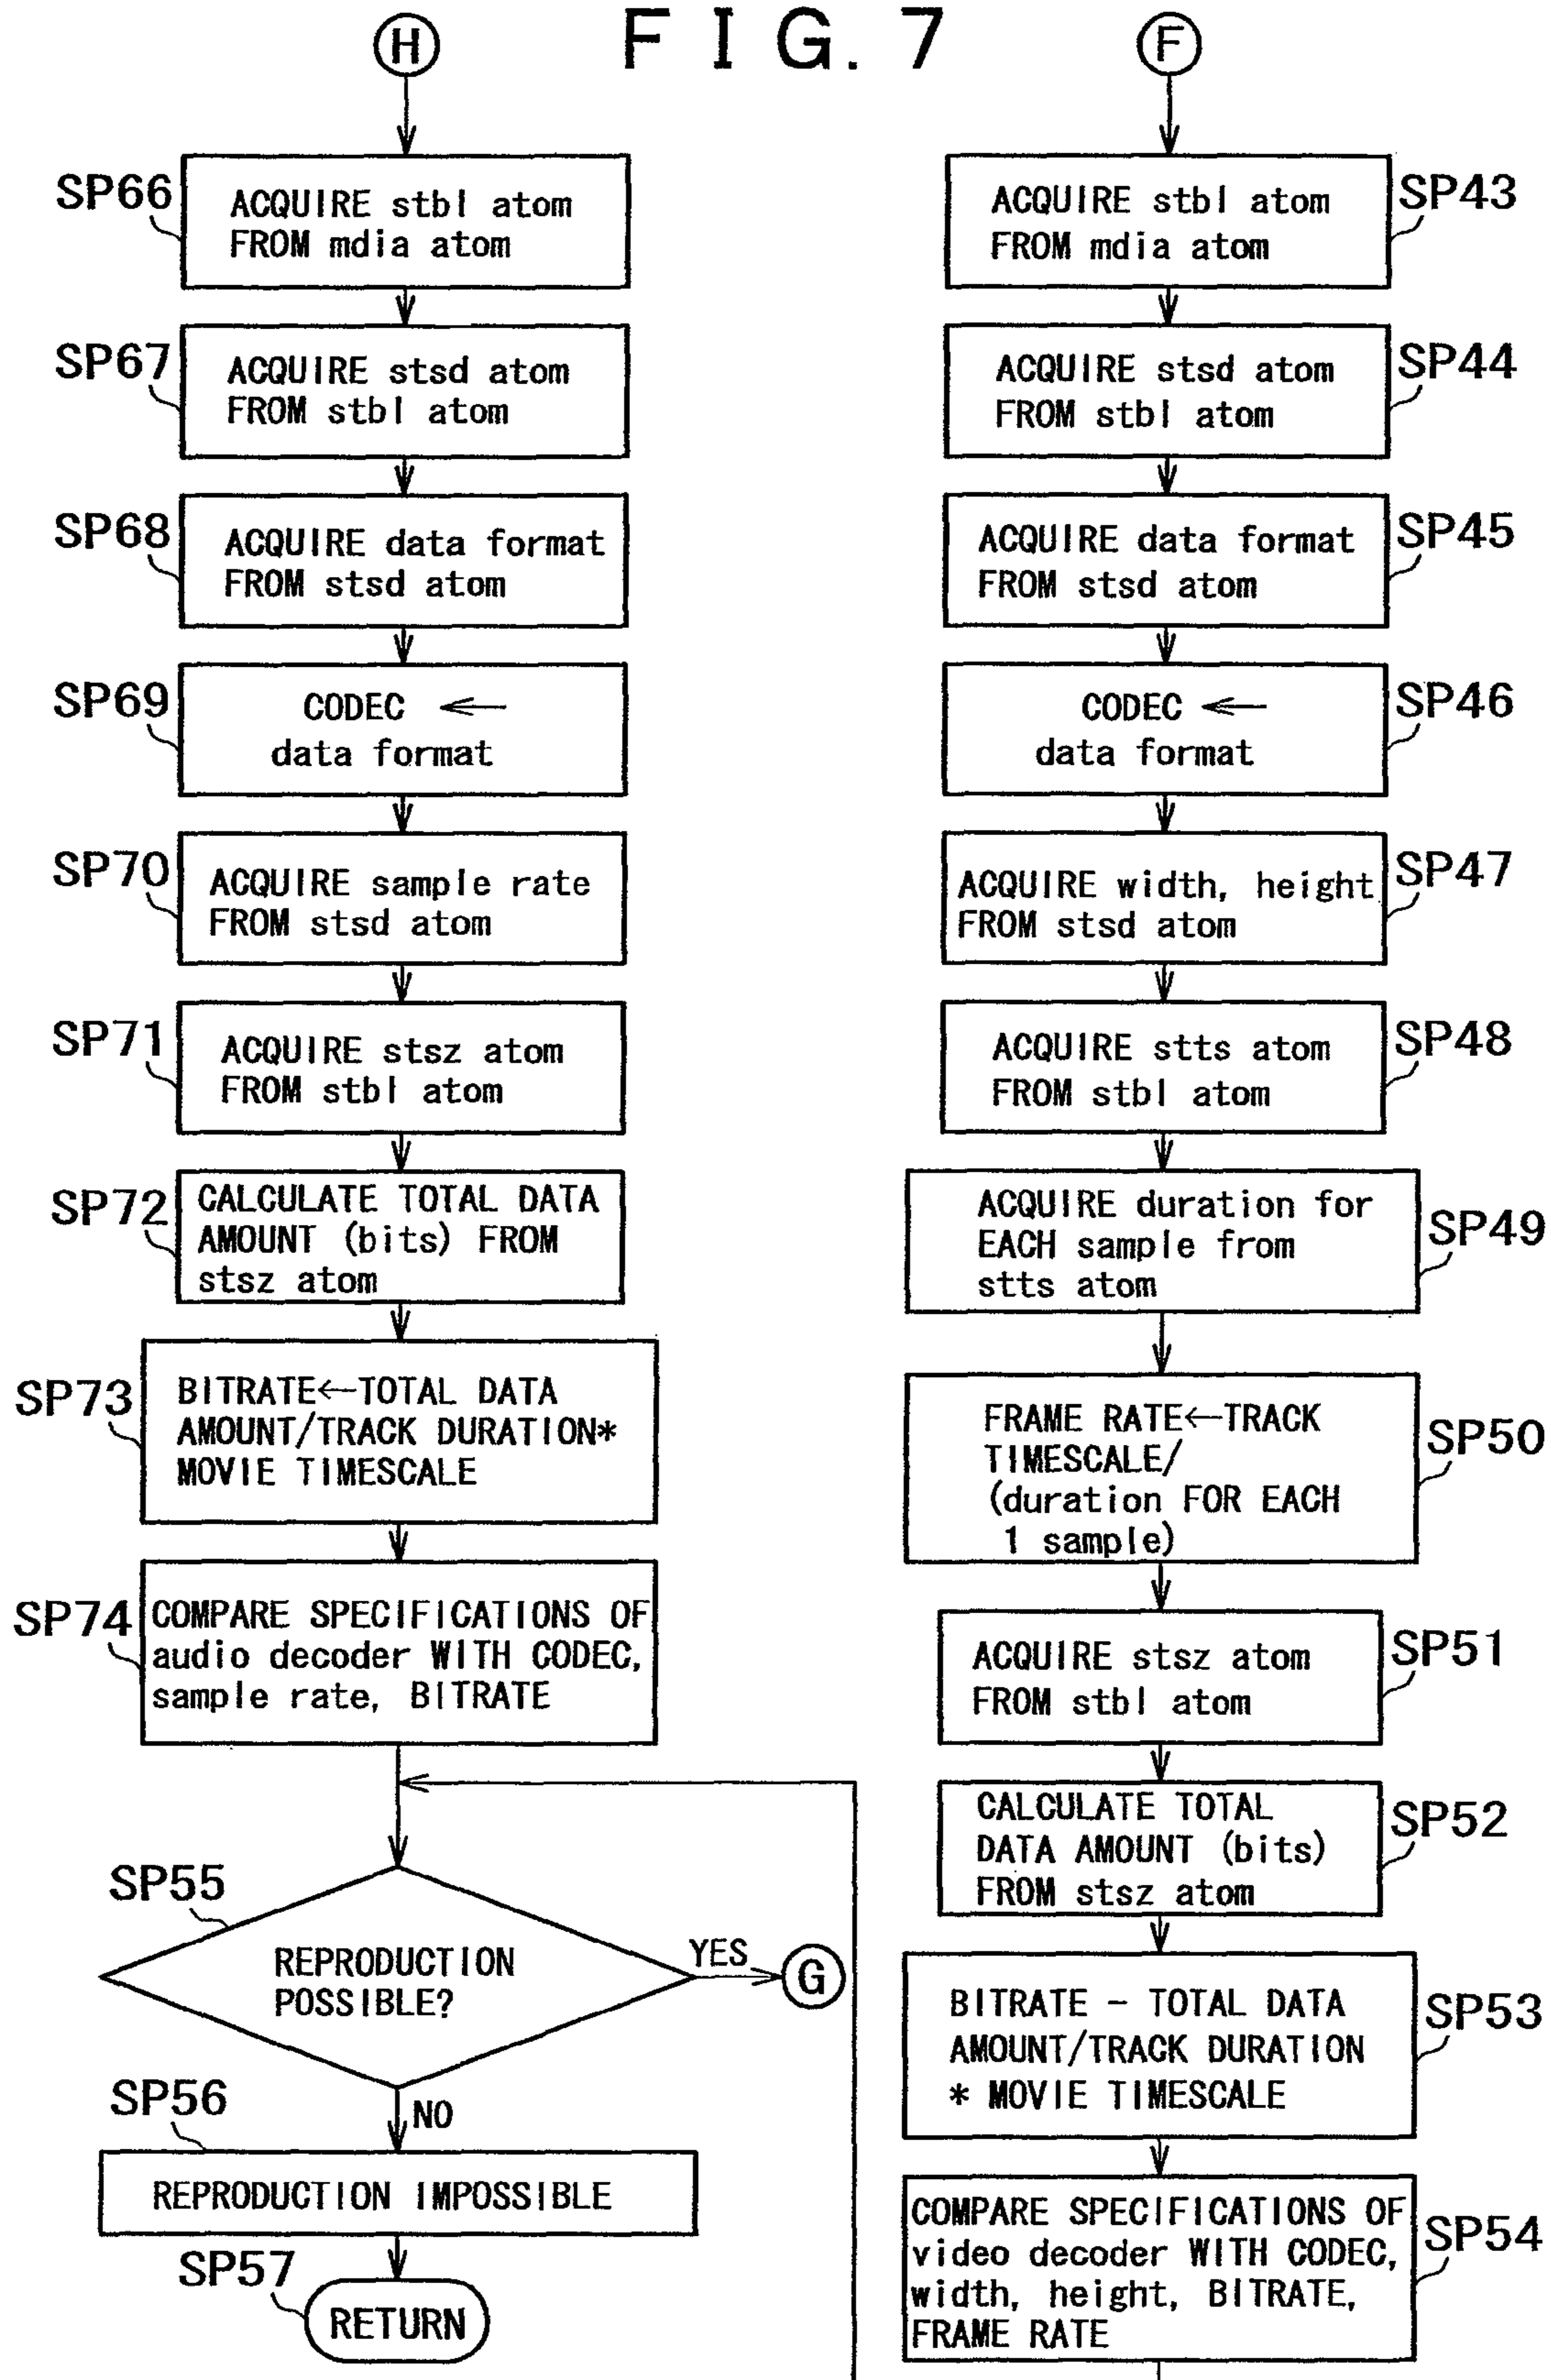 FIG. 7
H
SP66
ACQUIRE stbl atom
FROM mdia atom
SP67
ACQUIRE stsd atom
FROM stbl atom
SP68
ACQUIRE data format
FROM stsd atom
SP69
CODEC ←
data format
SP70
ACQUIRE sample rate
FROM stsd atom
SP71
ACQUIRE stsz atom
FROM stbl atom
SP72
CALCULATE TOTAL DATA
AMOUNT (bits) FROM
stsz atom
SP73
BITRATE←TOTAL DATA
AMOUNT/TRACK DURATION*
MOVIE TIMESCALE
SP74
COMPARE SPECIFICATIONS OF
audio decoder WITH CODEC,
sample rate, BITRATE
SP55
REPRODUCTION
POSSIBLE?
YES
G
NO
SP56
REPRODUCTION IMPOSSIBLE
SP57
RETURN
F
SP43
ACQUIRE stbl atom
FROM mdia atom
SP44
ACQUIRE stsd atom
FROM stbl atom
SP45
ACQUIRE data format
FROM stsd atom
SP46
CODEC ←
data format
SP47
ACQUIRE width, height
FROM stsd atom
SP48
ACQUIRE stts atom
FROM stbl atom
SP49
ACQUIRE duration for
EACH sample from
stts atom
SP50
FRAME RATE←TRACK
TIMESCALE/
(duration FOR EACH
1 sample)
SP51
ACQUIRE stsz atom
FROM stbl atom
SP52
CALCULATE TOTAL
DATA AMOUNT (bits)
FROM stsz atom
SP53
BITRATE - TOTAL DATA
AMOUNT/TRACK DURATION
* MOVIE TIMESCALE
SP54
COMPARE SPECIFICATIONS OF
video decoder WITH CODEC,
width, height, BITRATE,
FRAME RATE